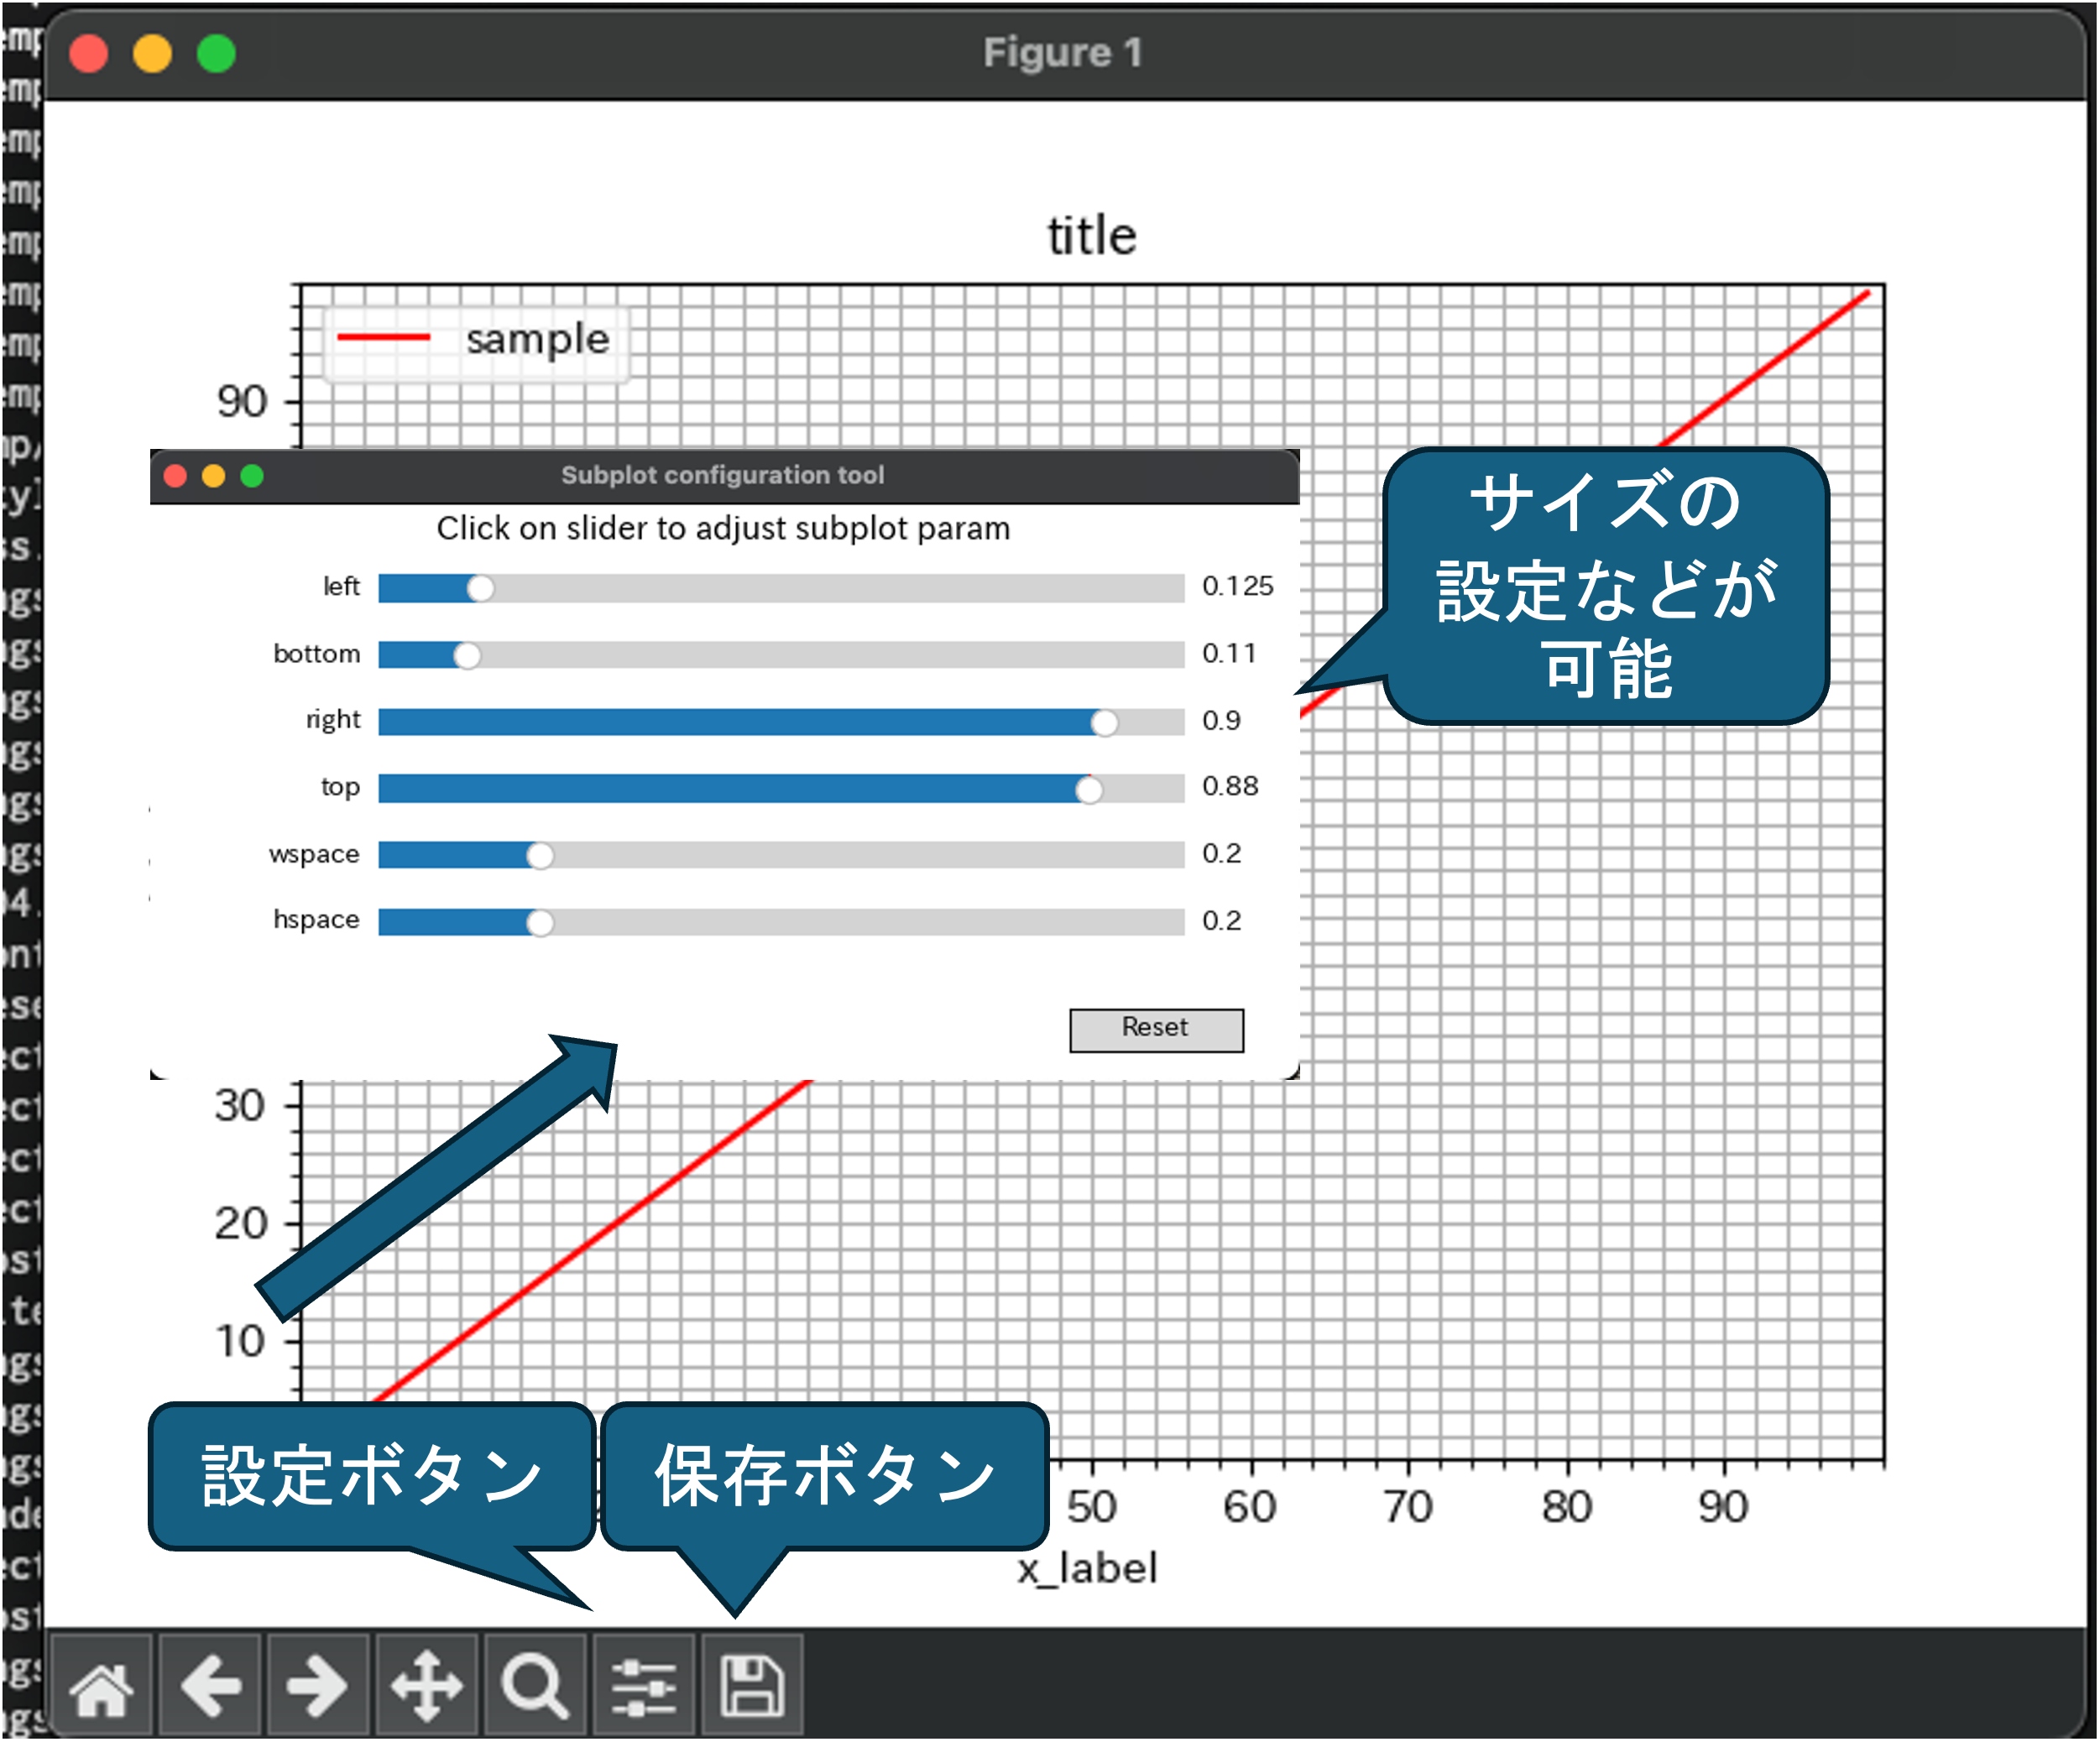 Figure 1
title
sample
90
Subplot configuration tool
Click on slider to adjust subplot param
left 0.125
bottom 0.11
right 0.9
top 0.88
wspace 0.2
hspace 0.2
Reset
サイズの
設定などが
可能
30
20
10
設定ボタン
保存ボタン
50 60 70 80 90
x_label